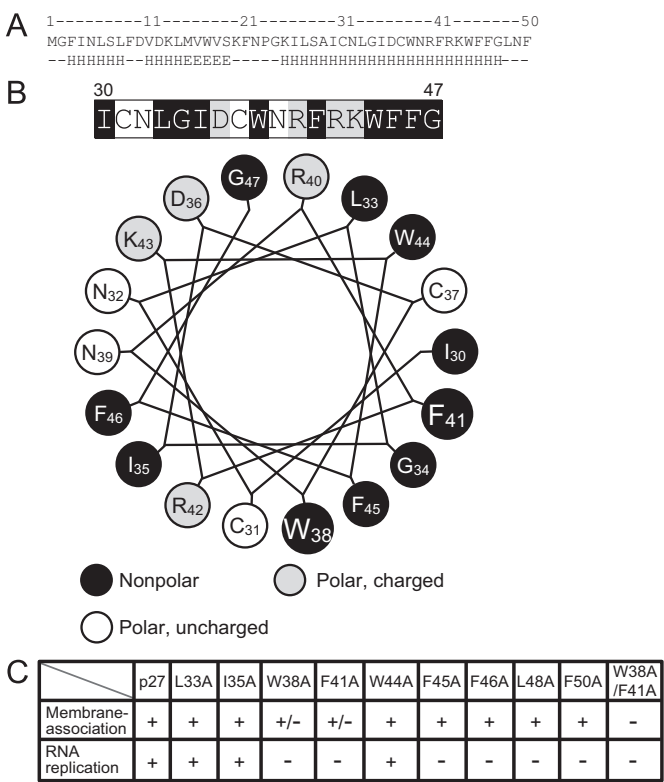 A
1---------11--------21--------31--------41-------50
MGFINLSLFDVDKLMVWVSKFNPGKILSAICNLGIDCWNRFRKWFFGLNF
--HHHHHH--HHHHEEEEE-----HHHHHHHHHHHHHHHHHHHHHHH---
B
30 47
ICNLGIDCWNRFRKWFFG
G47 R40
D36 L33
K43 W44
N32 C37
N39 I30
F46 F41
I35 G34
R42 F45
C31 W38
Nonpolar Polar, charged
Polar, uncharged
C
p27 L33A I35A W38A F41A W44A F45A F46A L48A F50A W38A
/F41A
Membrane-
association + + + +/- +/- + + + + + -
RNA
replication + + + - - + - - - - -